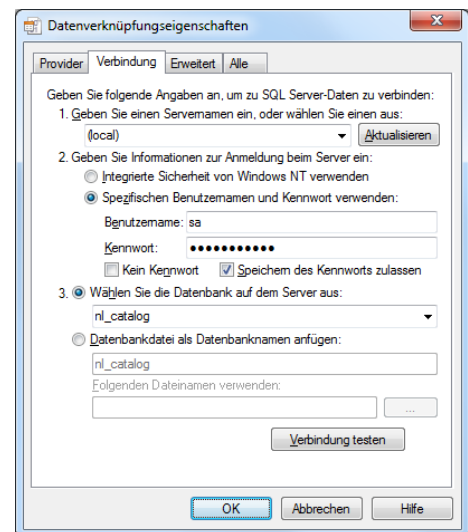 Datenverknüpfungseigenschaften
Provider Verbindung Erweitert Alle
Geben Sie folgende Angaben an, um zu SQL Server-Daten zu verbinden:
1. Geben Sie einen Servernamen ein, oder wählen Sie einen aus:
(local) Aktualisieren
2. Geben Sie Informationen zur Anmeldung beim Server ein:
Integrierte Sicherheit von Windows NT verwenden
Spezifischen Benutzernamen und Kennwort verwenden:
Benutzername: sa
Kennwort: ●●●●●●●●●●●
Kein Kennwort Speichern des Kennworts zulassen
3. Wählen Sie die Datenbank auf dem Server aus:
nl_catalog
Datenbankdatei als Datenbanknamen anfügen:
nl_catalog
Folgenden Dateinamen verwenden:
...
Verbindung testen
OK Abbrechen Hilfe